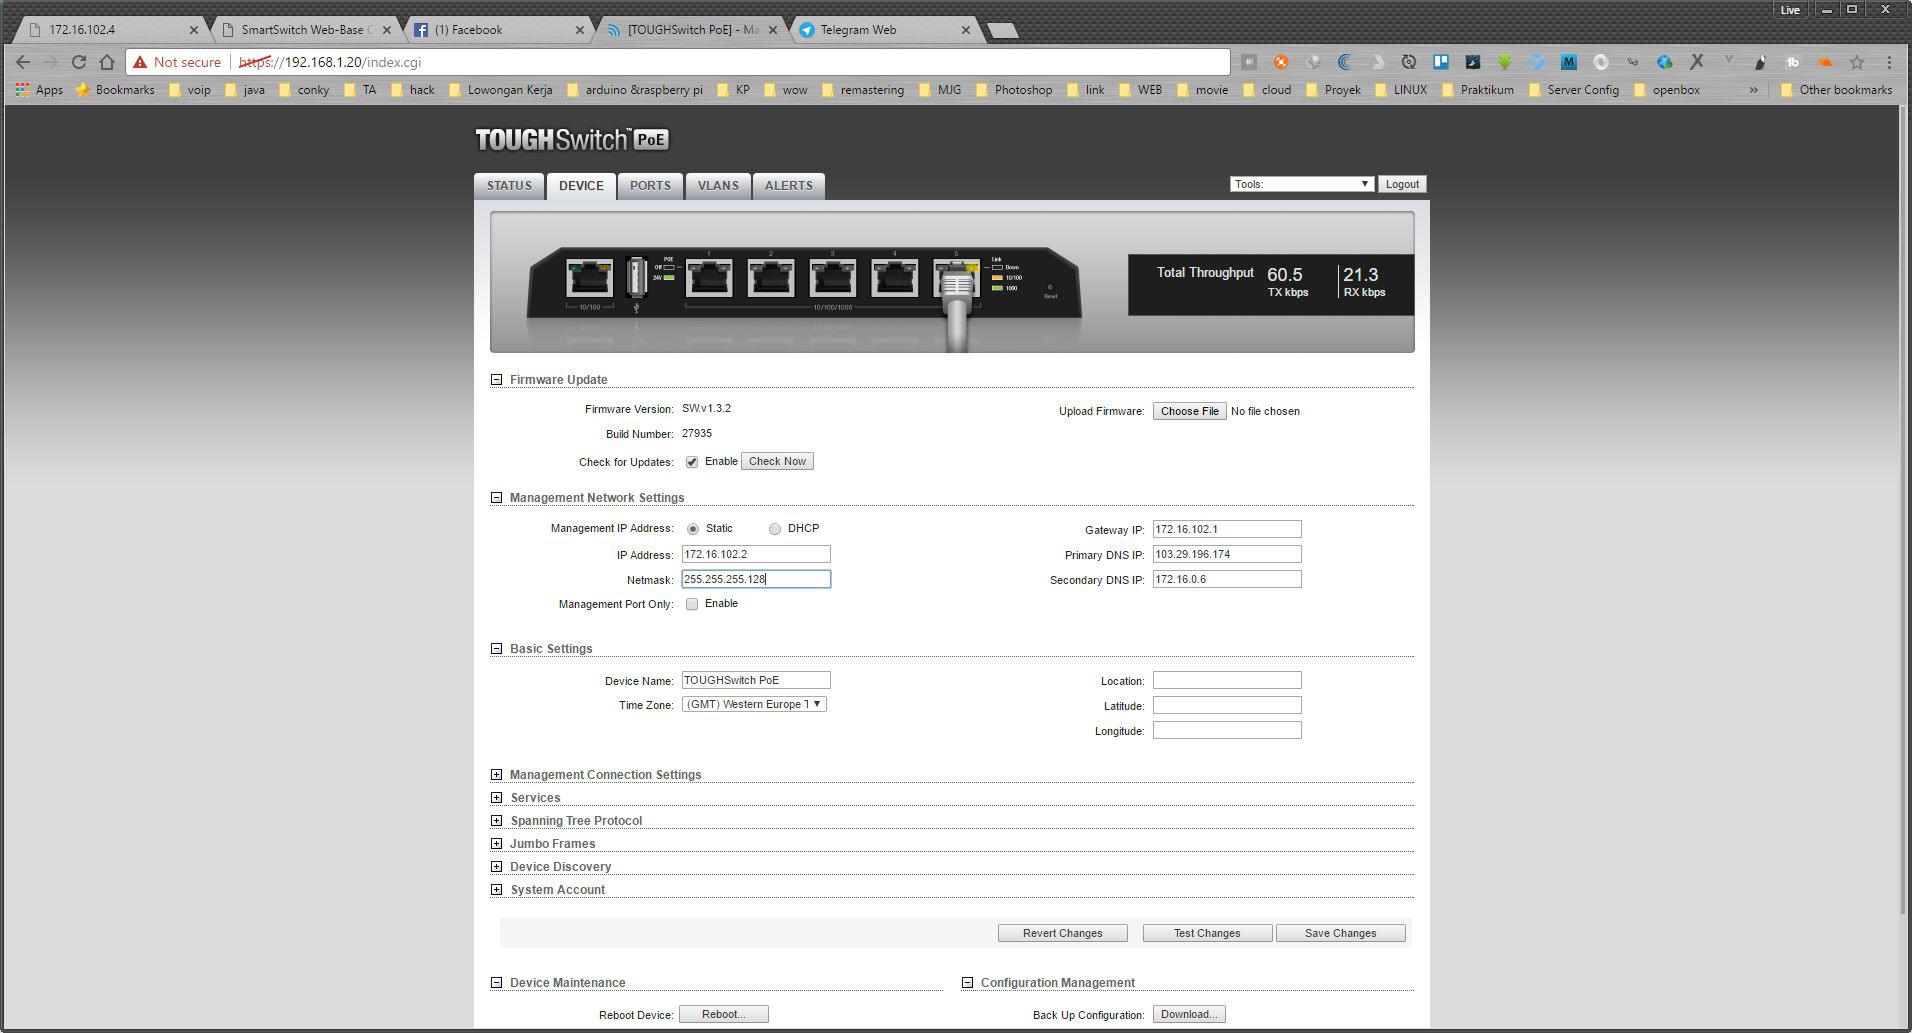 Live
172.16.102.4
SmartSwitch Web-Base C
(1) Facebook
[TOUGHSwitch PoE] - Ma
Telegram Web
Not secure https://192.168.1.20/index.cgi
Apps Bookmarks voip java conky TA hack Lowongan Kerja arduino &raspberry pi KP wow remastering MJG Photoshop link WEB movie cloud Proyek LINUX Praktikum Server Config openbox » Other bookmarks
TOUGHSwitch™ PoE
STATUS DEVICE PORTS VLANS ALERTS
Tools: Logout
POE
Off
24V
1 2 3 4 5
Link
Down
10/100
1000
Reset
10/100
10/100/1000
Total Throughput 60.5 21.3
TX kbps RX kbps
Firmware Update
Firmware Version: SW.v1.3.2
Upload Firmware: Choose File No file chosen
Build Number: 27935
Check for Updates: Enable Check Now
Management Network Settings
Management IP Address: Static DHCP
Gateway IP: 172.16.102.1
IP Address: 172.16.102.2
Primary DNS IP: 103.29.196.174
Netmask: 255.255.255.128
Secondary DNS IP: 172.16.0.6
Management Port Only: Enable
Basic Settings
Device Name: TOUGHSwitch PoE
Location:
Time Zone: (GMT) Western Europe T
Latitude:
Longitude:
Management Connection Settings
Services
Spanning Tree Protocol
Jumbo Frames
Device Discovery
System Account
Revert Changes Test Changes Save Changes
Device Maintenance
Configuration Management
Reboot Device: Reboot...
Back Up Configuration: Download...